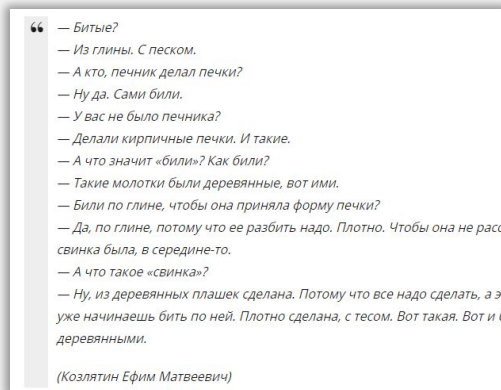 — Битые?
— Из глины. С песком.
— А кто, печник делал печки?
— Ну да. Сами били.
— У вас не было печника?
— Делали кирпичные печки. И такие.
— А что значит «били»? Как били?
— Такие молотки были деревянные, вот ими.
— Били по глине, чтобы она приняла форму печки?
— Да, по глине, потому что ее разбить надо. Плотно. Чтобы она не
свинка была, в середине-то.
— А что такое «свинка»?
— Ну, из деревянных плашек сделана. Потому что все надо сделать, а
уже начинаешь бить по ней. Плотно сделана, с тесом. Вот такая. Вот и
деревянными.
(Козлятин Ефим Матвеевич)